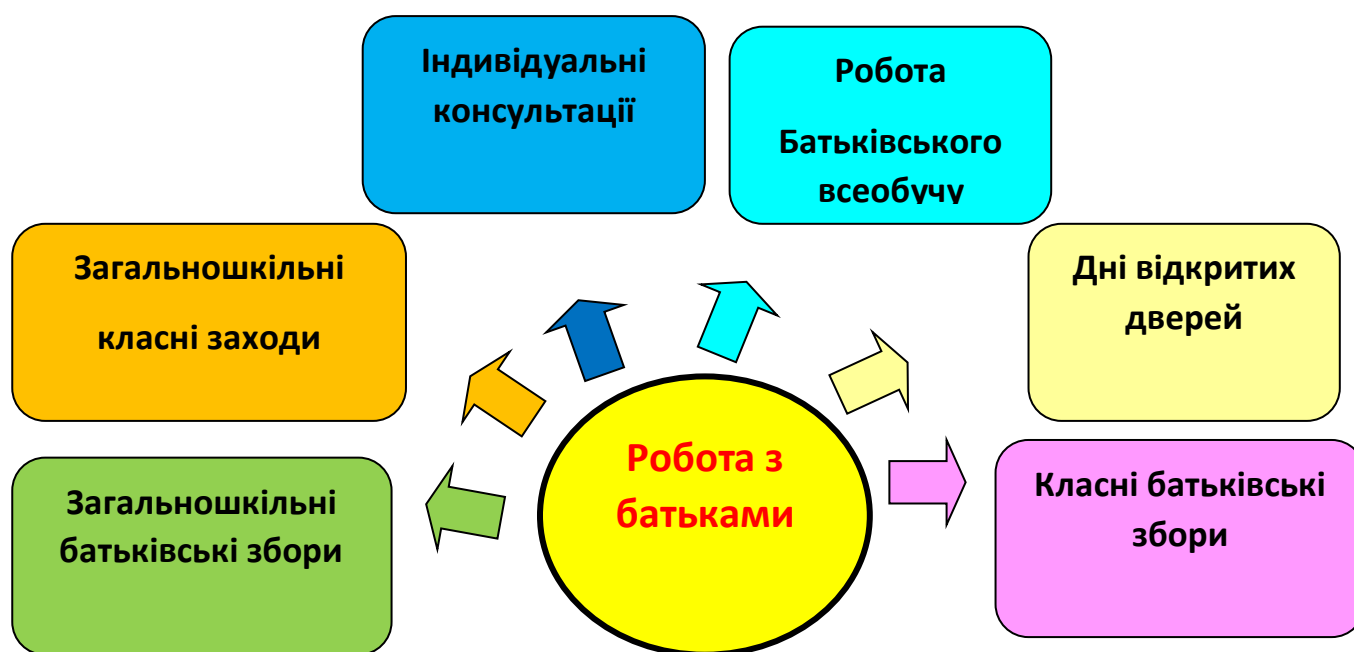 Індивідуальні
консультації
Робота
Батьківського
всеобучу
Загальношкільні
класні заходи
Дні відкритих
дверей
Робота з
батьками
Загальношкільні
батьківські збори
Класні батьківські
збори